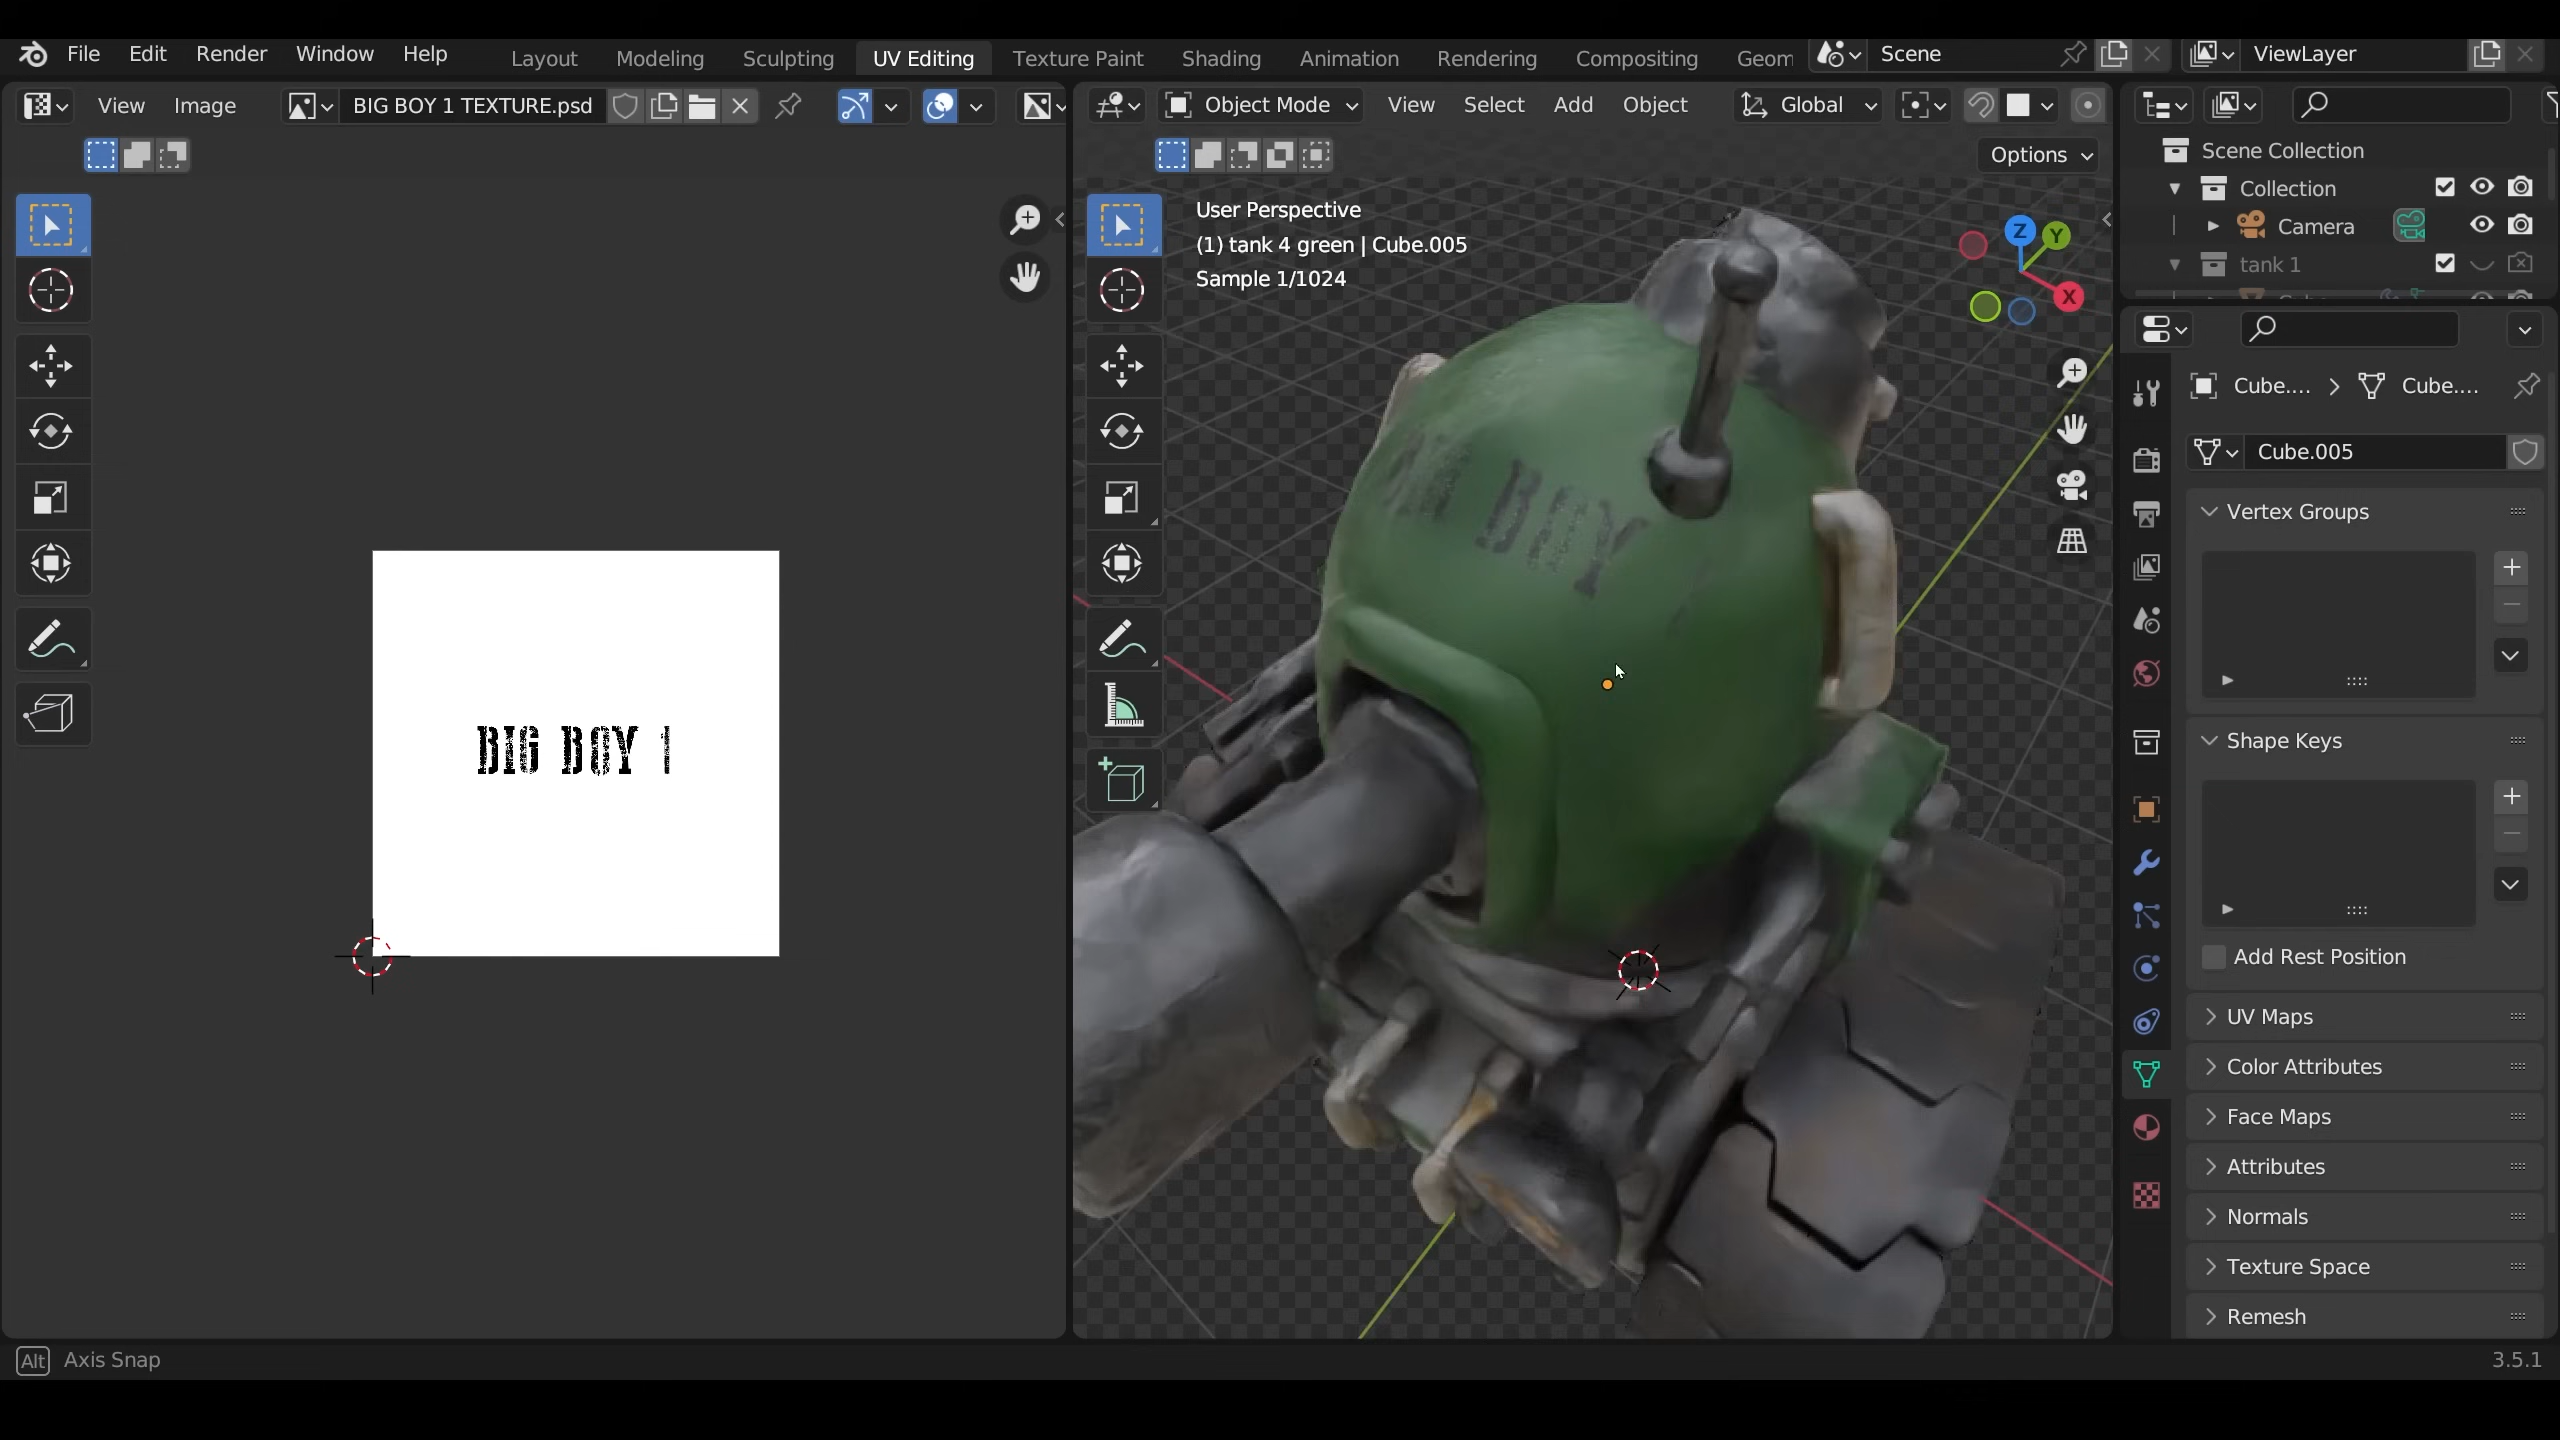 File Edit Render Window Help Layout Modeling Sculpting UV Editing Texture Paint Shading Animation Rendering Compositing Geom Scene ViewLayer
View Image BIG BOY 1 TEXTURE.psd Object Mode View Select Add Object Global
Options
User Perspective
(1) tank 4 green | Cube.005
Sample 1/1024
Z
Y
X
BIG BOY 1
BIG BOY
Scene Collection
Collection
Camera
tank 1
Cube.... Cube....
Cube.005
Vertex Groups
Shape Keys
Add Rest Position
UV Maps
Color Attributes
Face Maps
Attributes
Normals
Texture Space
Remesh
Alt Axis Snap
3.5.1